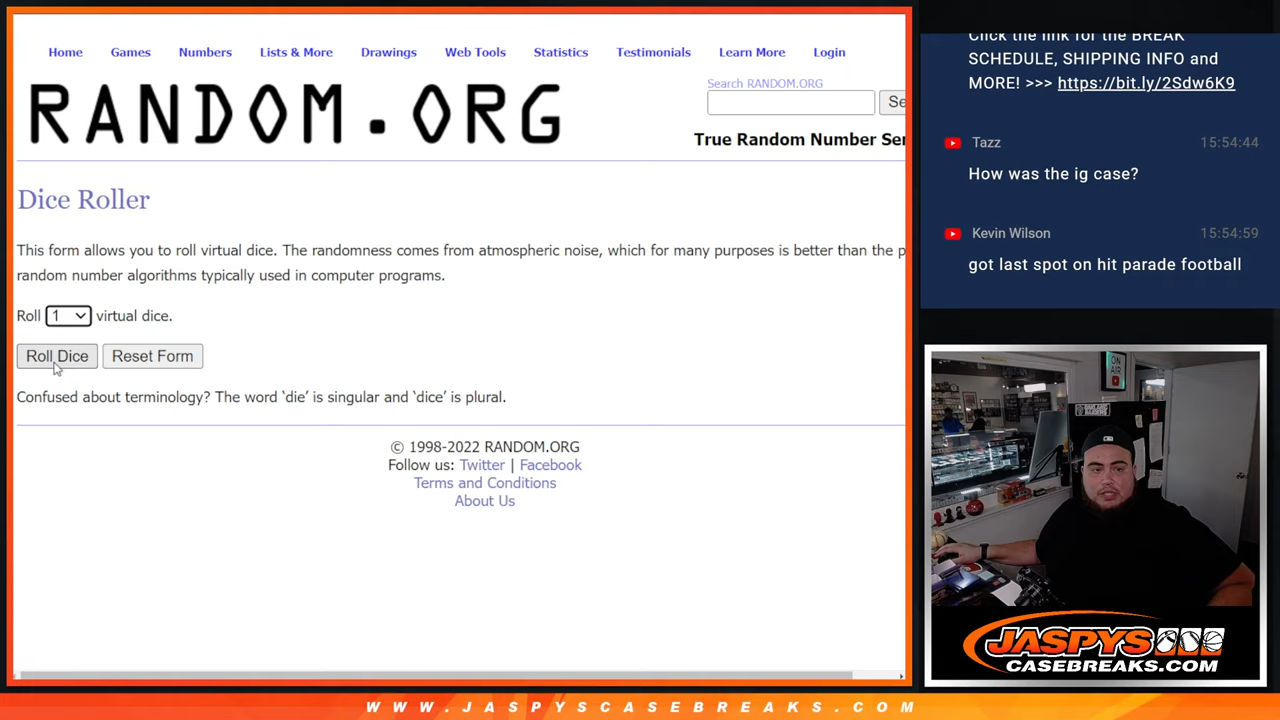 Home Games Numbers Lists & More Drawings Web Tools Statistics Testimonials Learn More Login
RANDOM.ORG
Search RANDOM.ORG
Se
True Random Number Ser
Dice Roller
This form allows you to roll virtual dice. The randomness comes from atmospheric noise, which for many purposes is better than the p
random number algorithms typically used in computer programs.
Roll 1 virtual dice.
Roll Dice Reset Form
Confused about terminology? The word ‘die’ is singular and ‘dice’ is plural.
© 1998-2022 RANDOM.ORG
Follow us: Twitter | Facebook
Terms and Conditions
About Us
Click the link for the BREAK
SCHEDULE, SHIPPING INFO and
MORE! >>> https://bit.ly/2Sdw6K9
Tazz 15:54:44
How was the ig case?
Kevin Wilson 15:54:59
got last spot on hit parade football
ON
AIR
JASPYS
CASEBREAKS.COM
WWW.JASPYSCASEBREAKS.COM